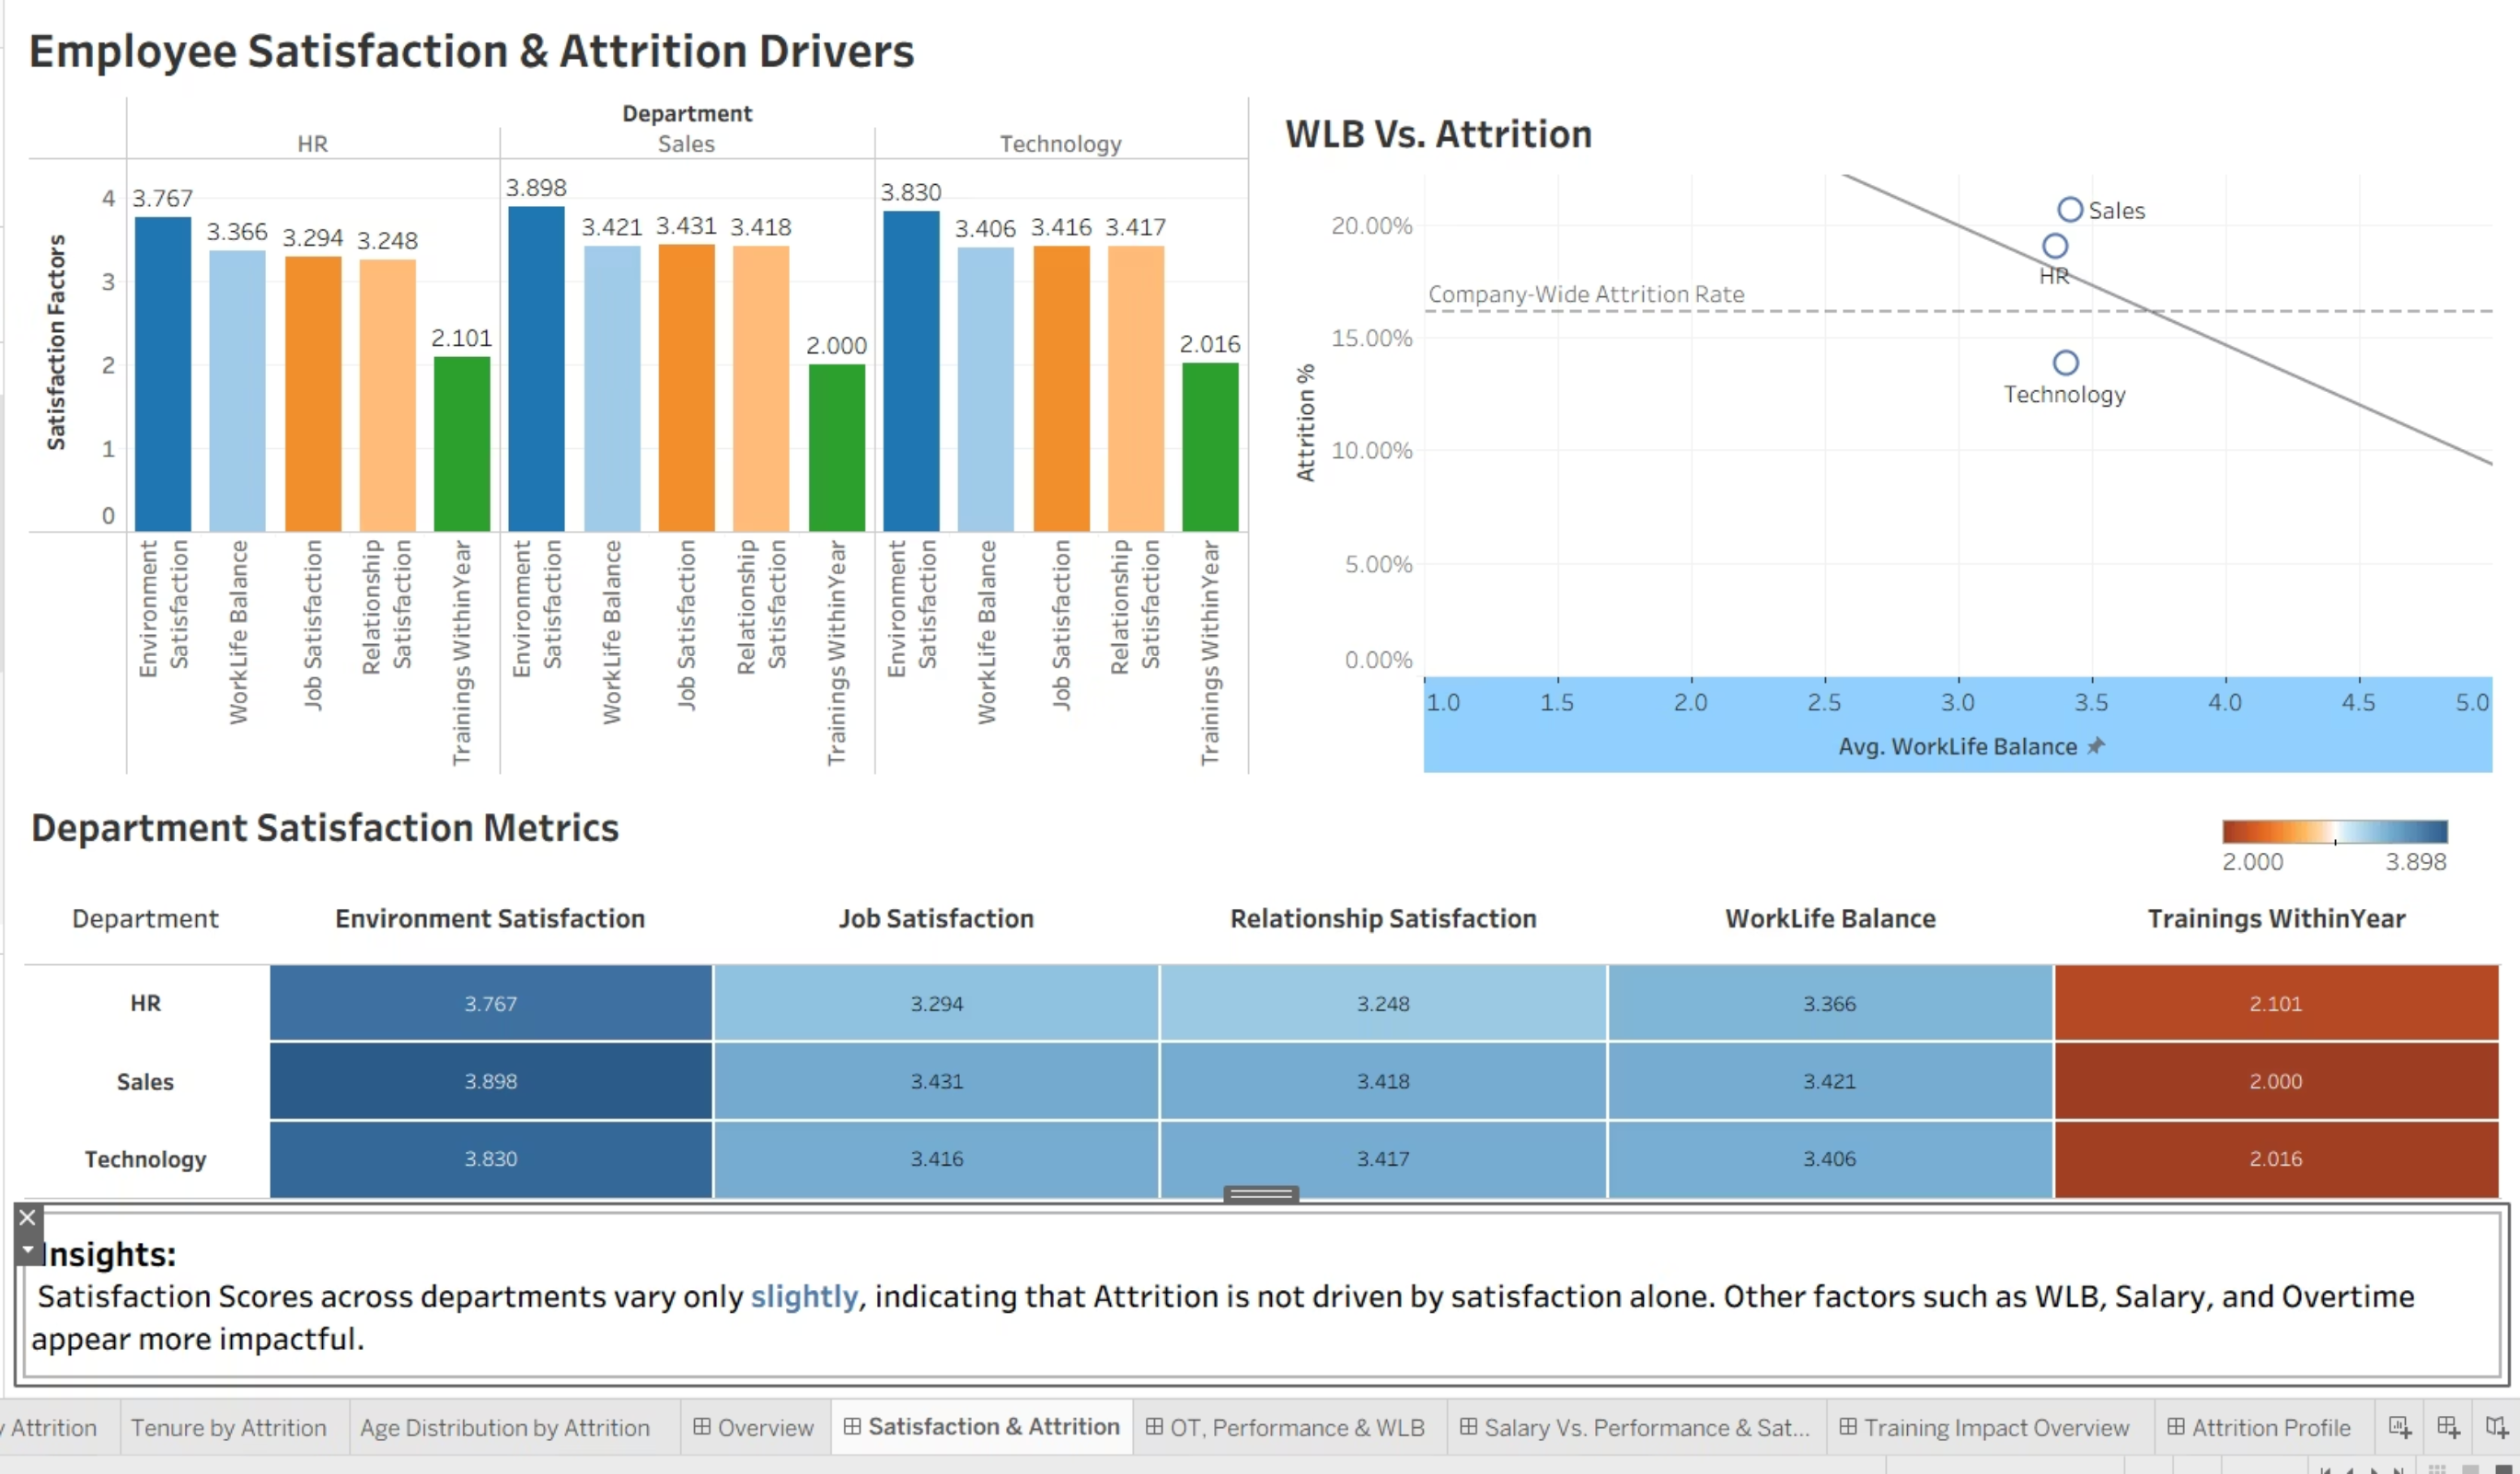 Employee Satisfaction & Attrition Drivers
Department
HR
Sales
Technology
Satisfaction Factors
4
3
2
1
0
3.767
3.366
3.294
3.248
2.101
3.898
3.421
3.431
3.418
2.000
3.830
3.406
3.416
3.417
2.016
Environment
Satisfaction
WorkLife Balance
Job Satisfaction
Relationship
Satisfaction
Trainings WithinYear
Environment
Satisfaction
WorkLife Balance
Job Satisfaction
Relationship
Satisfaction
Trainings WithinYear
Environment
Satisfaction
WorkLife Balance
Job Satisfaction
Relationship
Satisfaction
Trainings WithinYear
WLB Vs. Attrition
Attrition %
20.00%
15.00%
10.00%
5.00%
0.00%
Sales
HR
Company-Wide Attrition Rate
Technology
1.0 1.5 2.0 2.5 3.0 3.5 4.0 4.5 5.0
Avg. WorkLife Balance
Department Satisfaction Metrics
2.000 3.898
Department Environment Satisfaction Job Satisfaction Relationship Satisfaction WorkLife Balance Trainings WithinYear
HR 3.767 3.294 3.248 3.366 2.101
Sales 3.898 3.431 3.418 3.421 2.000
Technology 3.830 3.416 3.417 3.406 2.016
Insights:
Satisfaction Scores across departments vary only slightly, indicating that Attrition is not driven by satisfaction alone. Other factors such as WLB, Salary, and Overtime
appear more impactful.
y Attrition Tenure by Attrition Age Distribution by Attrition Overview Satisfaction & Attrition OT, Performance & WLB Salary Vs. Performance & Sat... Training Impact Overview Attrition Profile